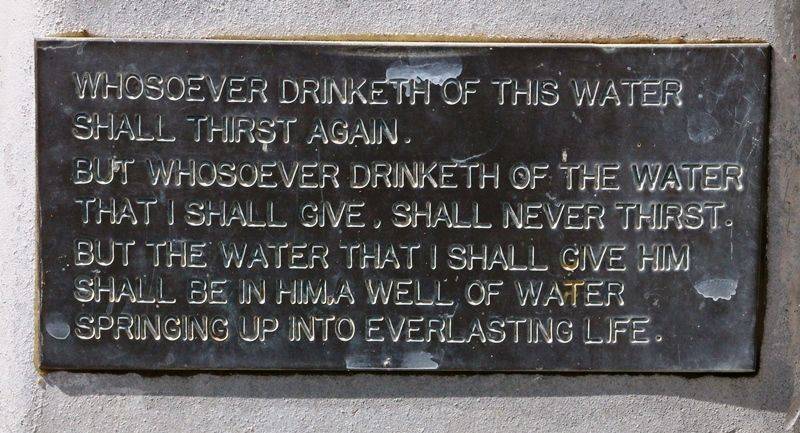 WHOSOEVER DRINKETH OF THIS WATER
SHALL THIRST AGAIN.
BUT WHOSOEVER DRINKETH OF THE WATER
THAT I SHALL GIVE, SHALL NEVER THIRST.
BUT THE WATER THAT I SHALL GIVE HIM
SHALL BE IN HIM, A WELL OF WATER
SPRINGING UP INTO EVERLASTING LIFE.